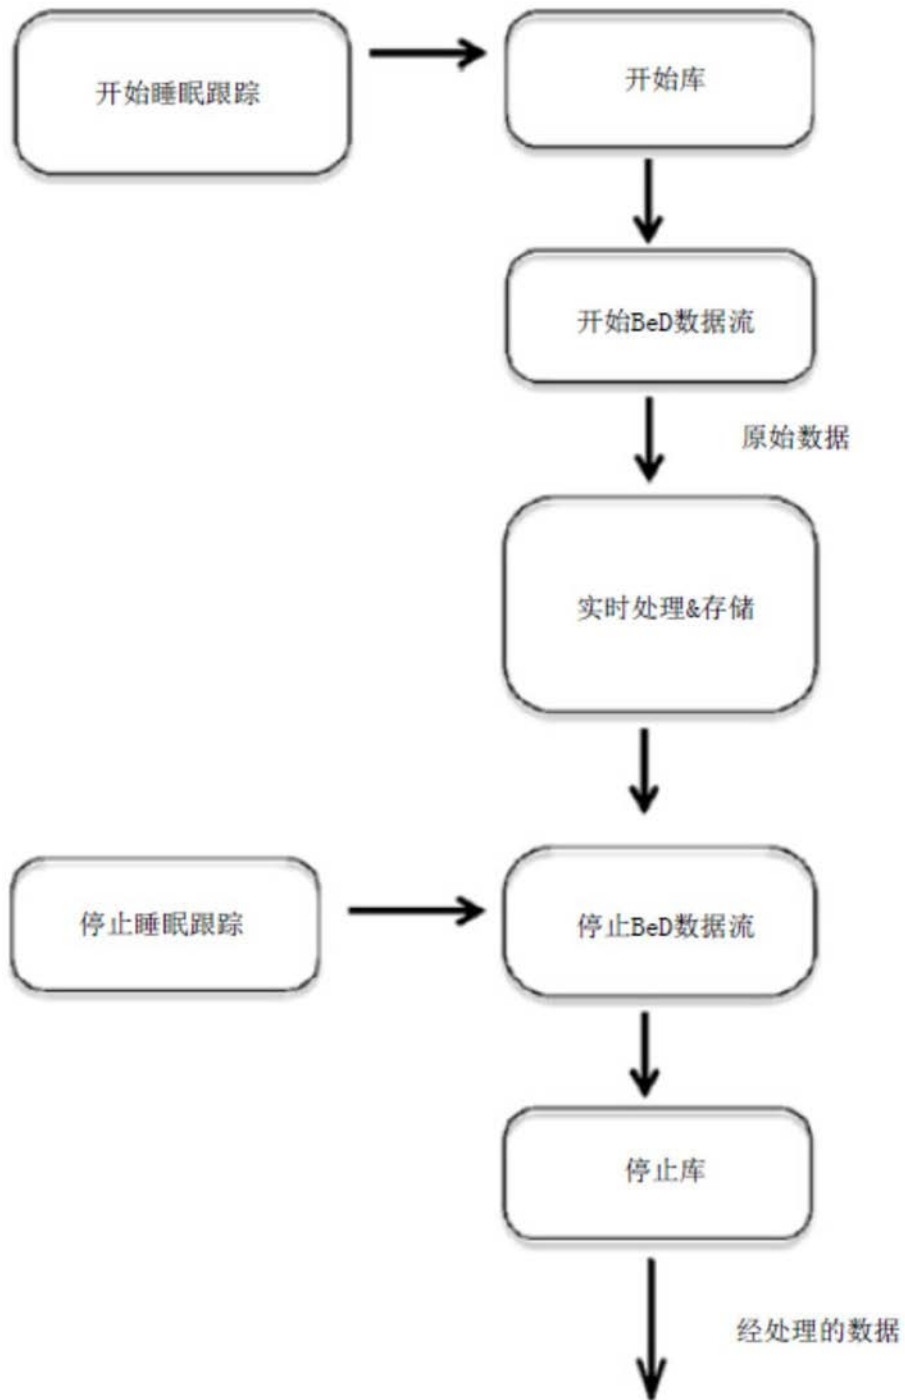 开始睡眠跟踪
开始库
开始BeD数据流
原始数据
实时处理&存储
停止睡眠跟踪
停止BeD数据流
停止库
经处理的数据